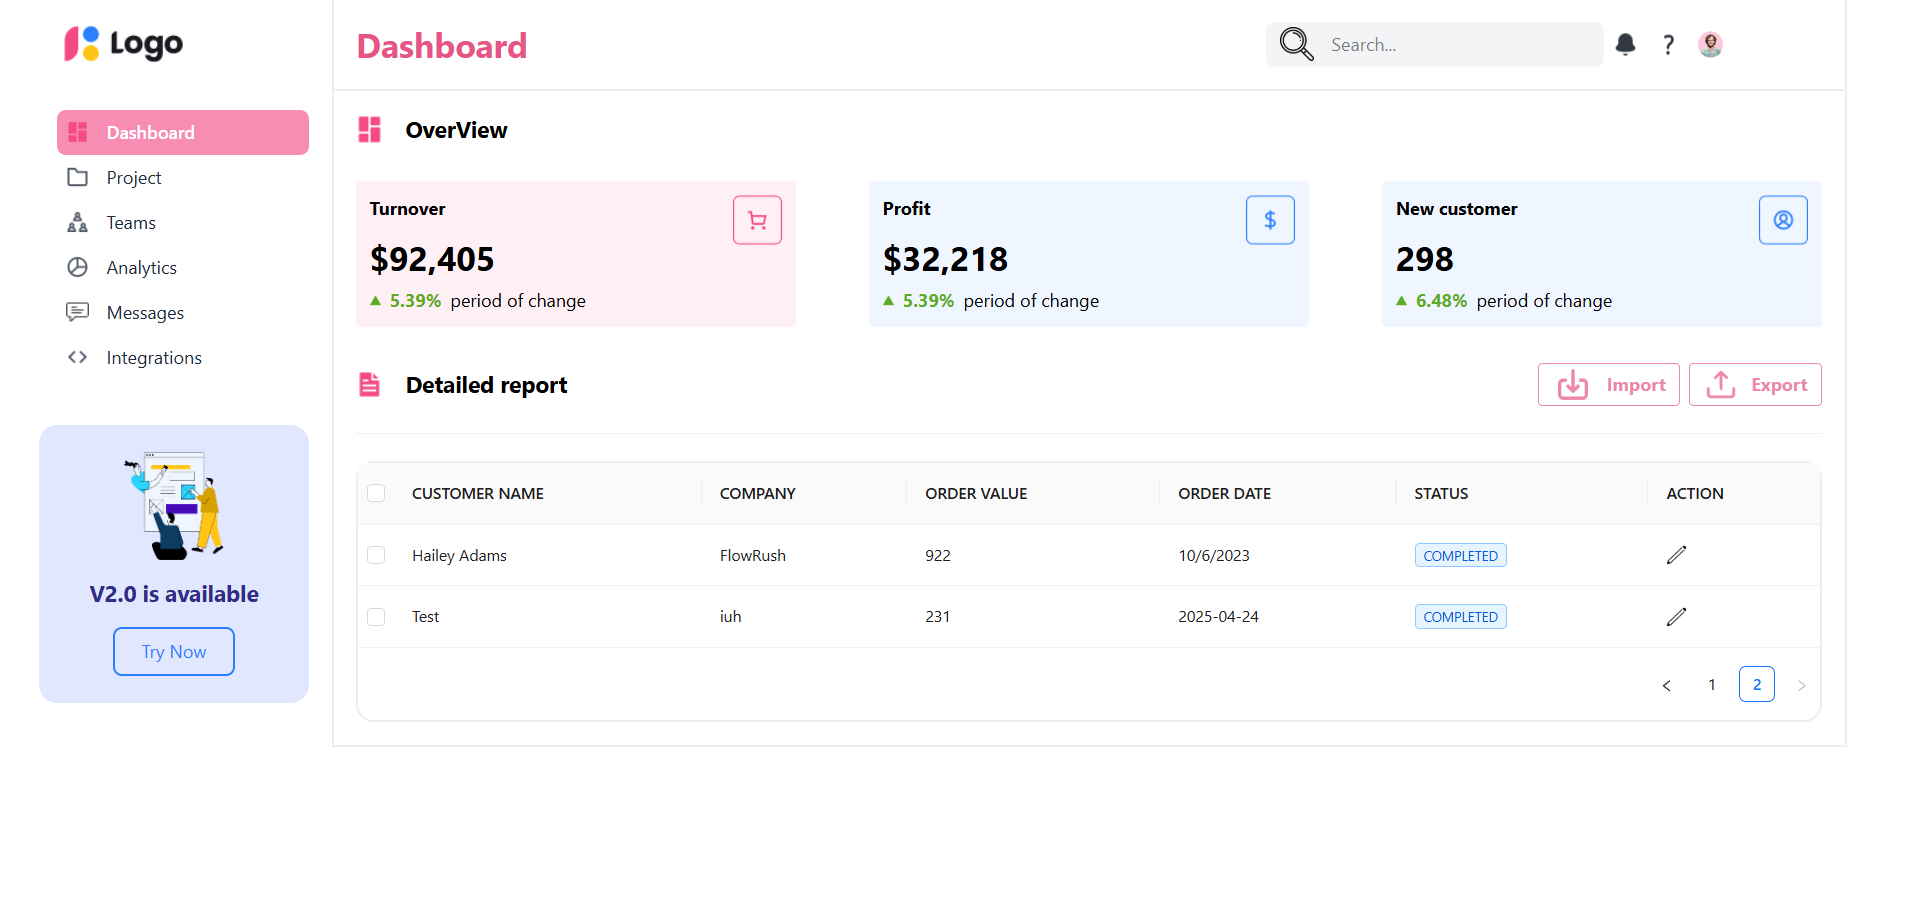 Logo
Dashboard
Search...
?
Dashboard
Project
Teams
Analytics
Messages
Integrations
V2.0 is available
Try Now
OverView
Turnover
$92,405
5.39% period of change
Profit
$
$32,218
5.39% period of change
New customer
298
6.48% period of change
Detailed report
Import
Export
CUSTOMER NAME COMPANY ORDER VALUE ORDER DATE STATUS ACTION
Hailey Adams FlowRush 922 10/6/2023 COMPLETED
Test iuh 231 2025-04-24 COMPLETED
< 1 2 >